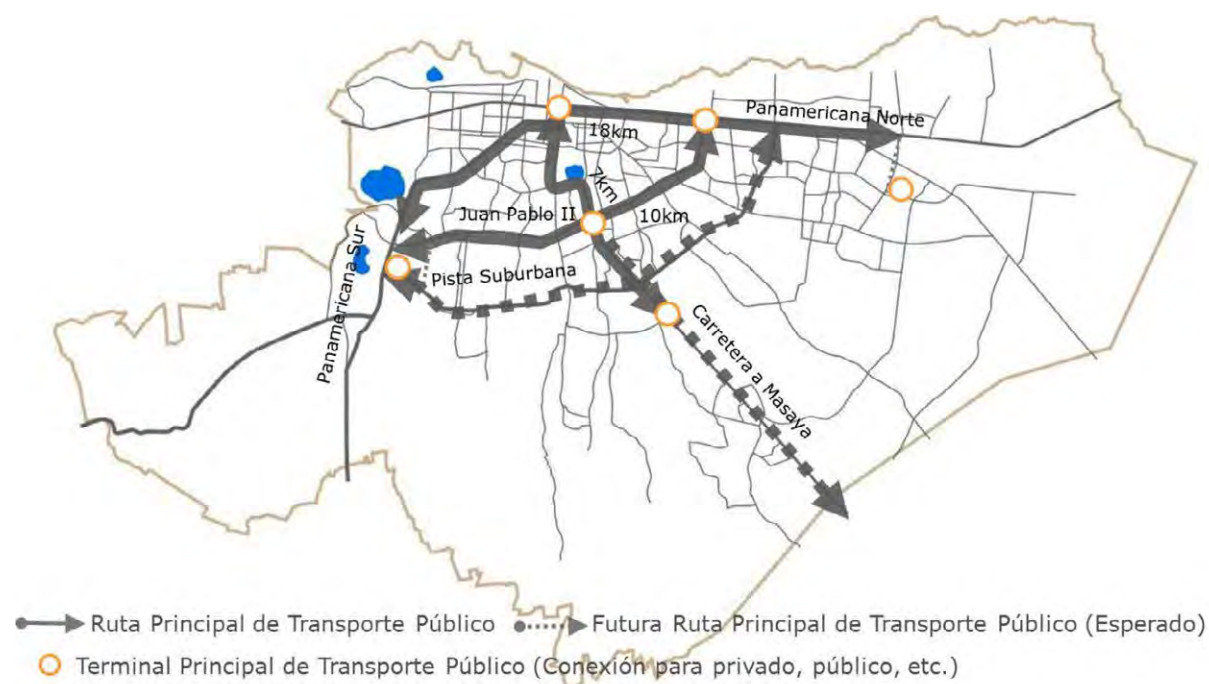 Panamericana Norte
18km
7km
Juan Pablo II
10km
Panamericana Sur
Pista Suburbana
Carretera a Masaya
Ruta Principal de Transporte Público
Futura Ruta Principal de Transporte Público (Esperado)
Terminal Principal de Transporte Público (Conexión para privado, público, etc.)